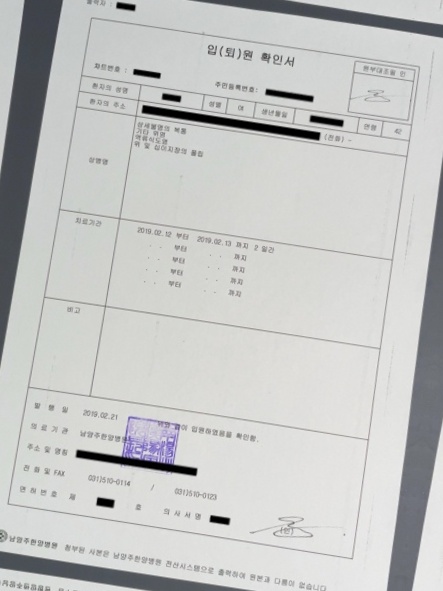 출력자 :
입(퇴)원 확인서
원부대조필 인
차트번호 :
주민등록번호:
환자의 성명 성별 여 생년월일 연령 42
환자의 주소 (전화) -
상병명
상세불명의 복통
기타 위염
역류식도염
위 및 십이지장의 폴립
치료기간
2019.02.12 부터 2019.02.13 까지 2 일간
. . 부터 . . 까지
. . 부터 . . 까지
. . 부터 . . 까지
. . 부터 . . 까지
비고
발 행 일 2019.02.21
위와 같이 입원하였음을 확인함.
의 료 기 관 남양주한양병원
주소 및 명칭
전 화 및 FAX 031)510-0114 / 031)510-0123
면 허 번 호 제 호 의 사 서 명 (인)
남양주한양병원 첨부된 사본은 남양주한양병원 전산시스템으로 출력하여 원본과 다름이 없습니다